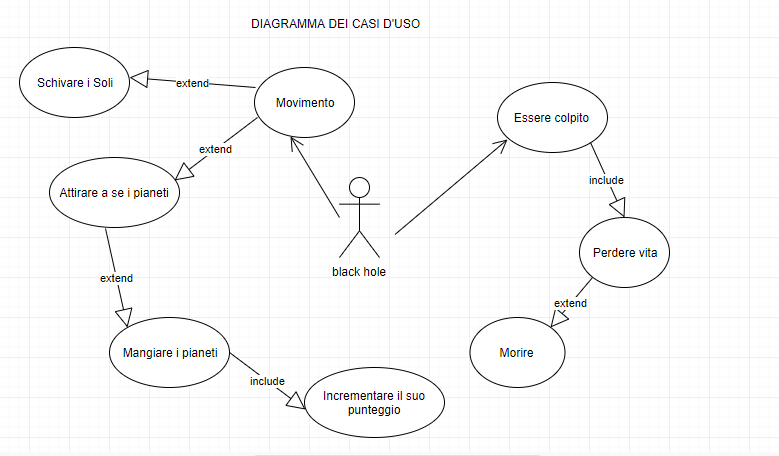 DIAGRAMMA DEI CASI D'USO
Schivare i Soli
extend
Movimento
Essere colpito
extend
Attirare a se i pianeti
include
black hole
Perdere vita
extend
extend
Mangiare i pianeti
Morire
include
Incrementare il suo
punteggio